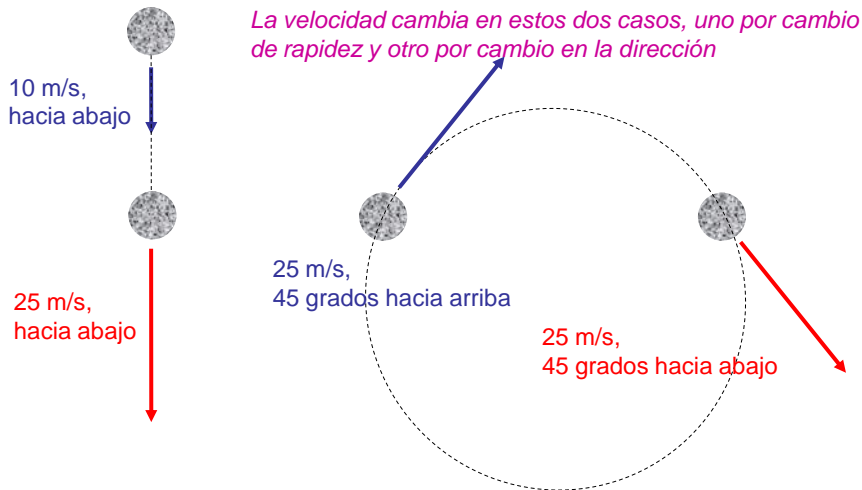 La velocidad cambia en estos dos casos, uno por cambio
de rapidez y otro por cambio en la dirección
10 m/s,
hacia abajo
25 m/s,
hacia abajo
25 m/s,
45 grados hacia arriba
25 m/s,
45 grados hacia abajo